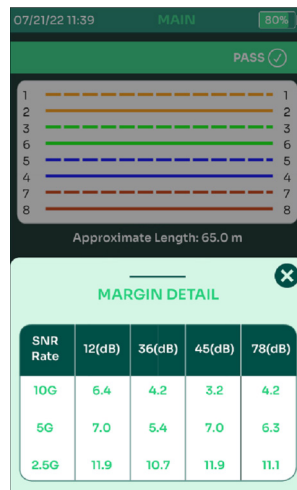 07/21/22 11:39 MAIN 80%
PASS
1 1
2 2
3 3
6 6
5 5
4 4
7 7
8 8
Approximate Length: 65.0 m
MARGIN DETAIL
SNR Rate 12(dB) 36(dB) 45(dB) 78(dB)
10G 6.4 4.2 3.2 4.2
5G 7.0 5.4 7.0 6.3
2.5G 11.9 10.7 11.9 11.1